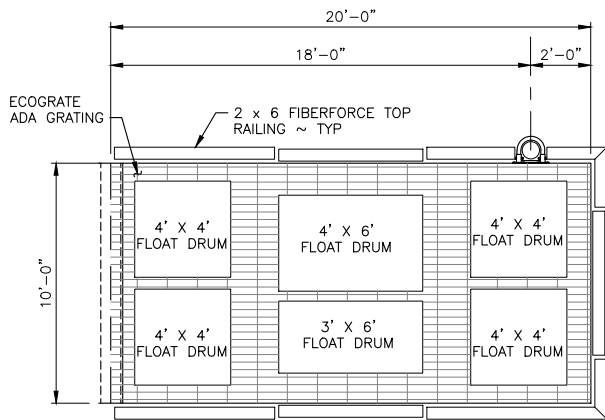 20'-0"
18'-0"
2'-0"
ECOGRATE
ADA GRATING
2 x 6 FIBERFORCE TOP
RAILING ~ TYP
10'-0"
4' X 4'
FLOAT DRUM
4' X 6'
FLOAT DRUM
4' X 4'
FLOAT DRUM
4' X 4'
FLOAT DRUM
3' X 6'
FLOAT DRUM
4' X 4'
FLOAT DRUM